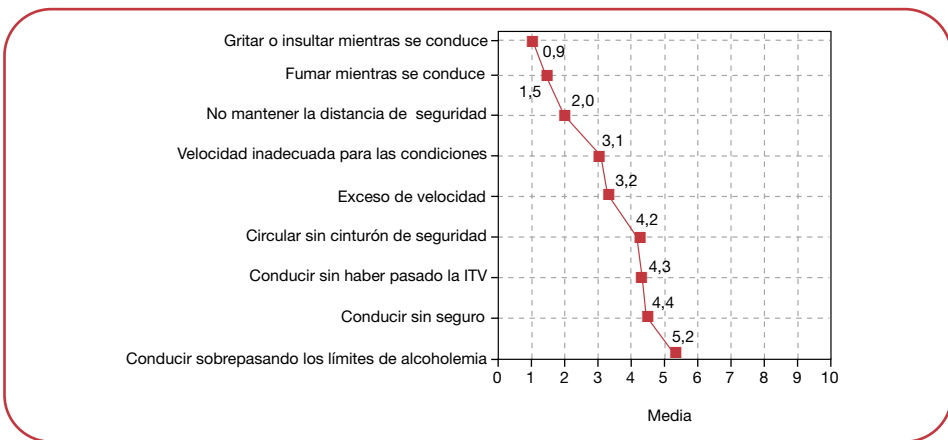 Gritar o insultar mientras se conduce
0,9
Fumar mientras se conduce
1,5
2,0
No mantener la distancia de seguridad
3,1
Velocidad inadecuada para las condiciones
3,2
Exceso de velocidad
4,2
Circular sin cinturón de seguridad
4,3
Conducir sin haber pasado la ITV
4,4
Conducir sin seguro
5,2
Conducir sobrepasando los límites de alcoholemia
0 1 2 3 4 5 6 7 8 9 10
Media